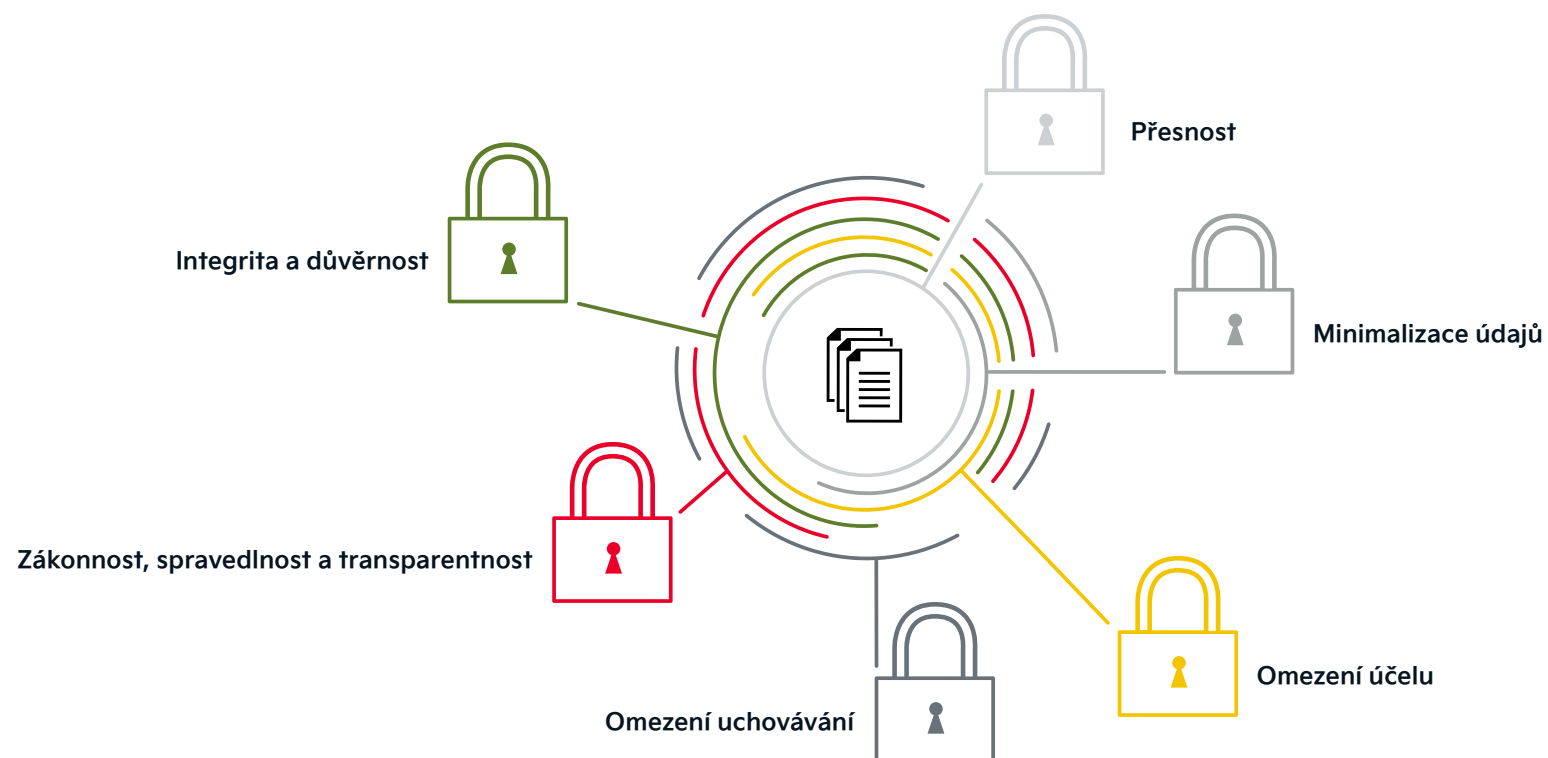 Přesnost
Integrita a důvěrnost
Minimalizace údajů
Zákonnost, spravedlnost a transparentnost
Omezení účelu
Omezení uchovávání